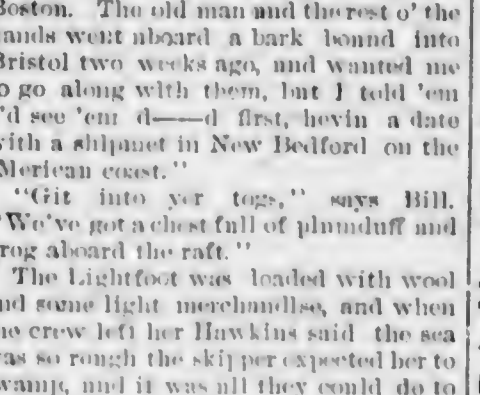 Boston. The old man and the rest o' the
hands went aboard a bark bound into
Bristol two weeks ago, and wanted me
to go along with them, but I told 'em
I'd see 'em d——d first, hevin a date
with a shipmet in New Bedford on the
'Merican coast."
"Git into yer togs," says Bill.
"We've got a chest full of plumduff and
grog aboard the raft."
The Lightfoot was loaded with wool
and some light merchandise, and when
the crew left her Hawkins said the sea
was so rough the skipper expected her to
swamp, and it was all they could do to